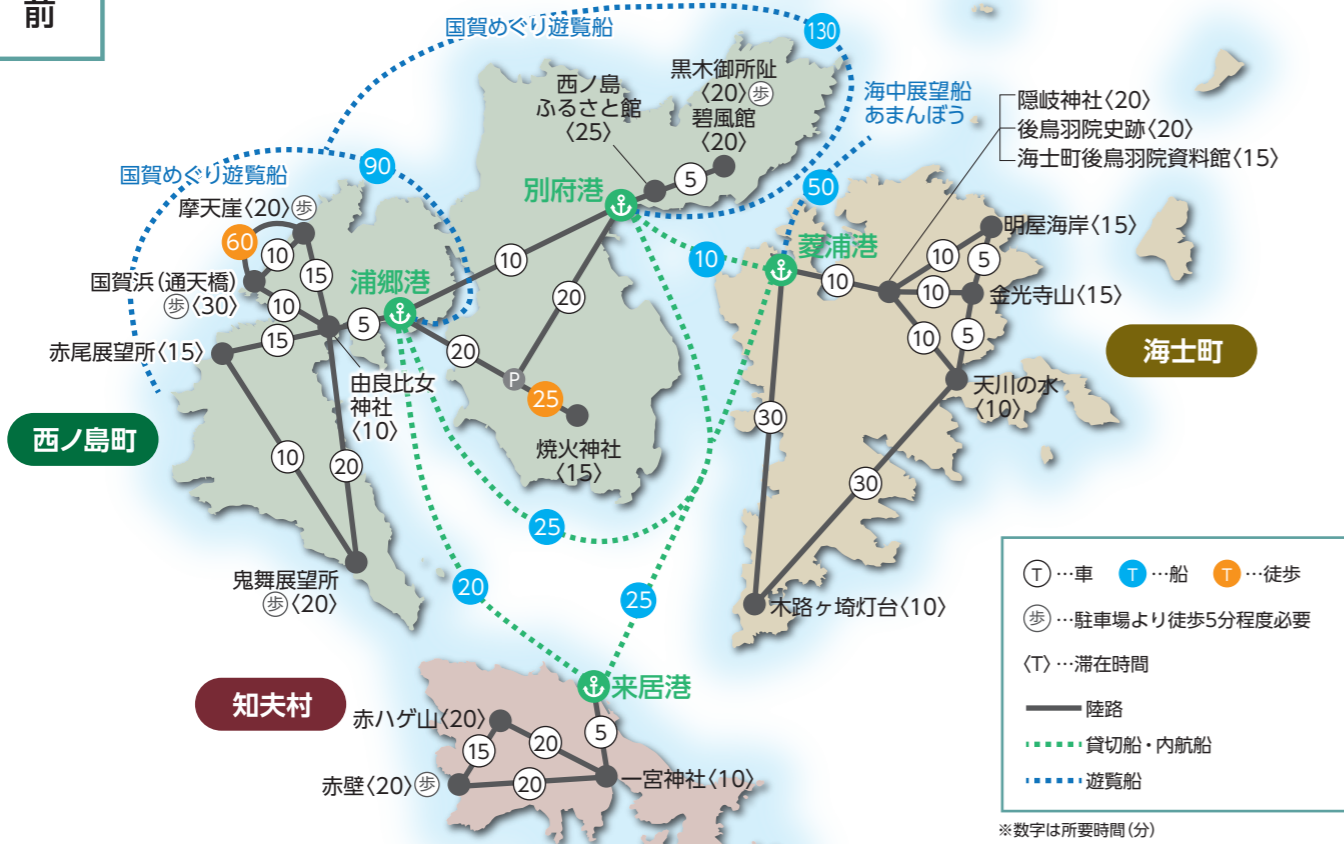 前
国賀めぐり遊覧船
130
西ノ島
ふるさと館
〈25〉
黒木御所阯
〈20〉歩
碧風館
〈20〉
海中展望船
あまんぼう
隠岐神社〈20〉
後鳥羽院史跡〈20〉
海士町後鳥羽院資料館〈15〉
国賀めぐり遊覧船
90
50
5
別府港
摩天崖〈20〉歩
60
10
15
国賀浜(通天橋)
歩〈30〉
10
浦郷港
10
20
10
菱浦港
10
明屋海岸〈15〉
10
5
10
金光寺山〈15〉
10
5
赤尾展望所〈15〉
15
5
20
P
25
由良比女
神社
〈10〉
焼火神社
〈15〉
天川の水
〈10〉
海士町
西ノ島町
10
20
30
30
25
鬼舞展望所
歩〈20〉
20
25
木路ヶ埼灯台〈10〉
知夫村
来居港
赤ハゲ山〈20〉
5
15
20
赤壁〈20〉歩
20
一宮神社〈10〉
T…車 T…船 T…徒歩
歩…駐車場より徒歩5分程度必要
〈T〉…滞在時間
陸路
貸切船・内航船
遊覧船
※数字は所要時間(分)